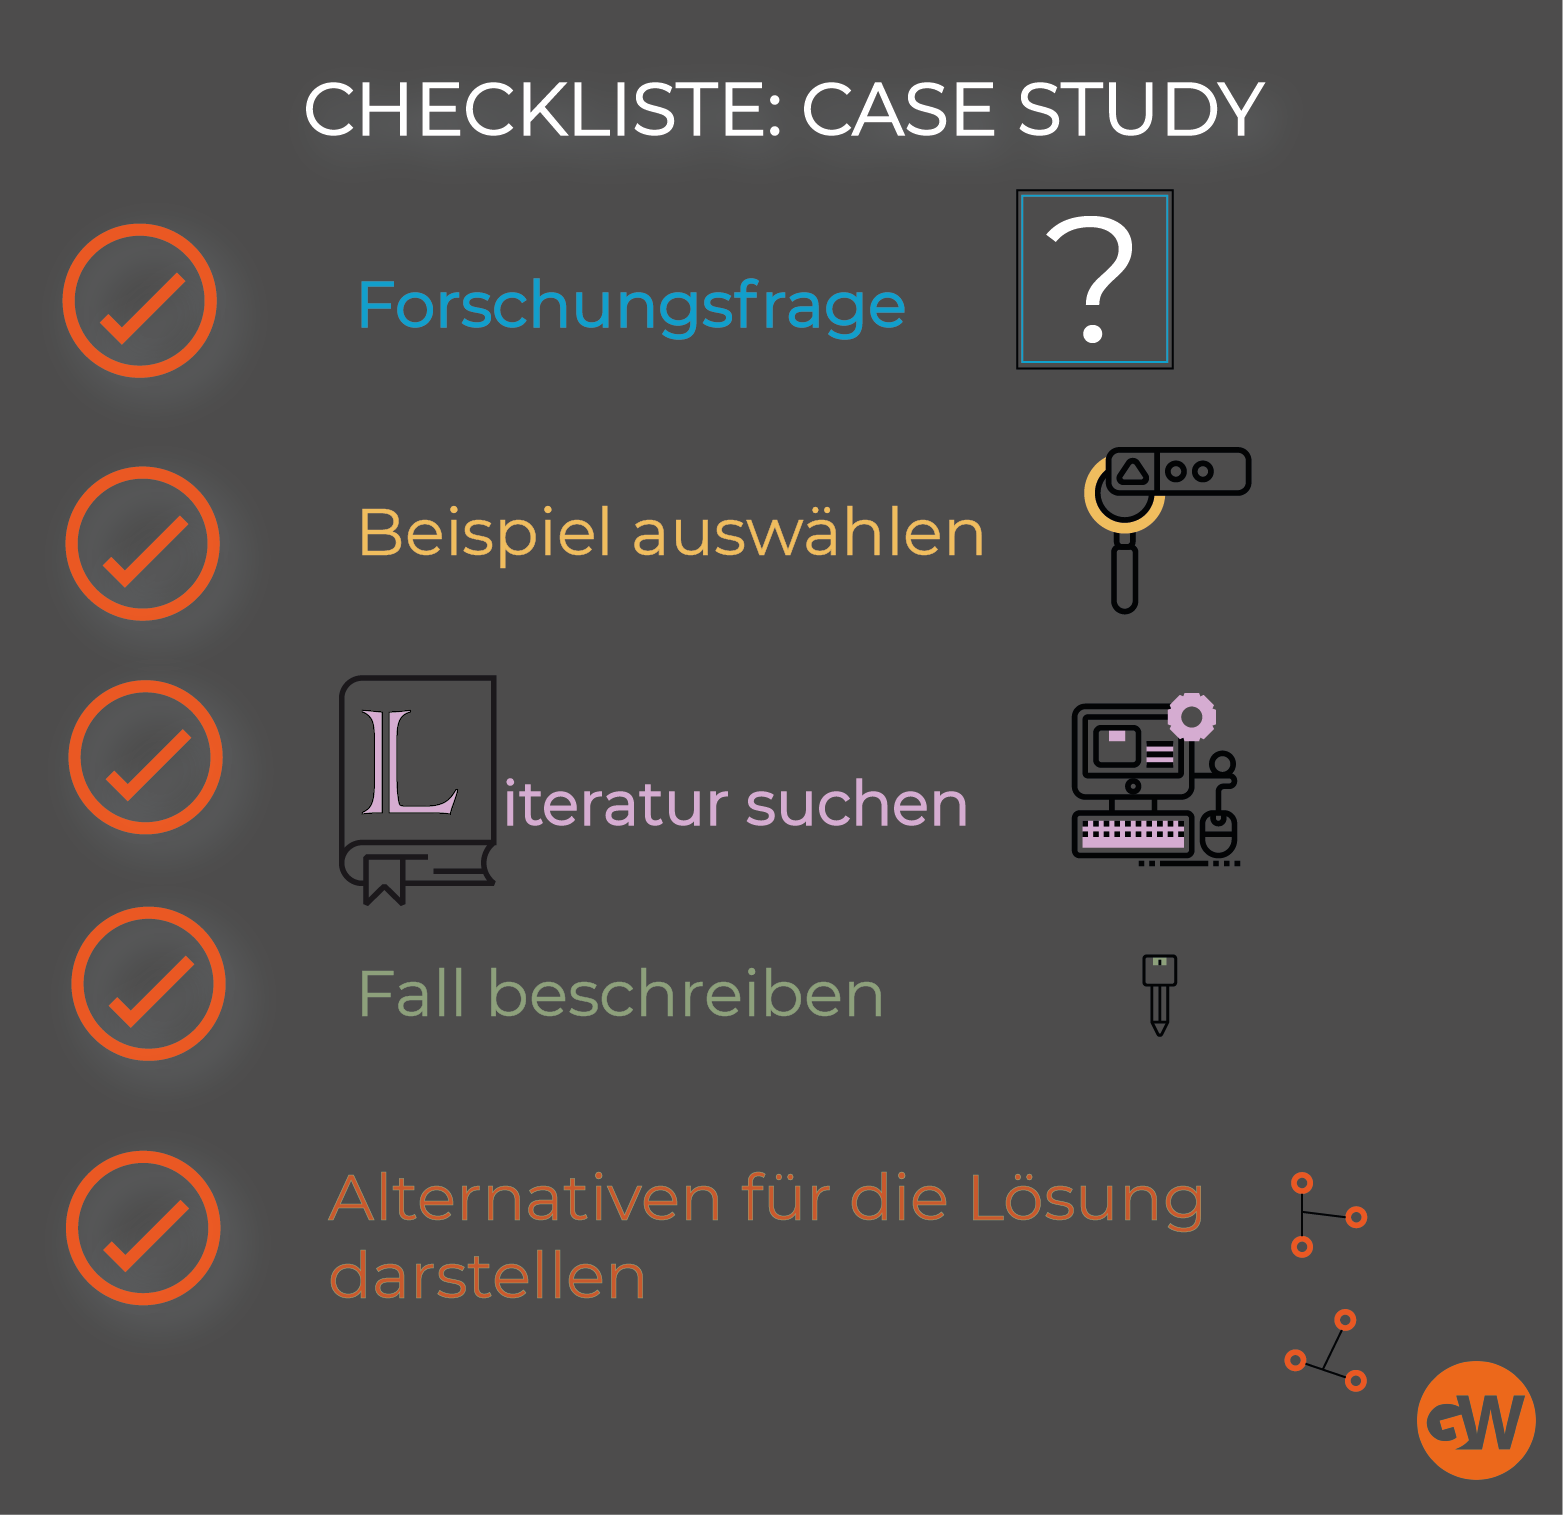 CHECKLISTE: CASE STUDY
?
Forschungsfrage
Beispiel auswählen
Literatur suchen
Fall beschreiben
Alternativen für die Lösung
darstellen
GW